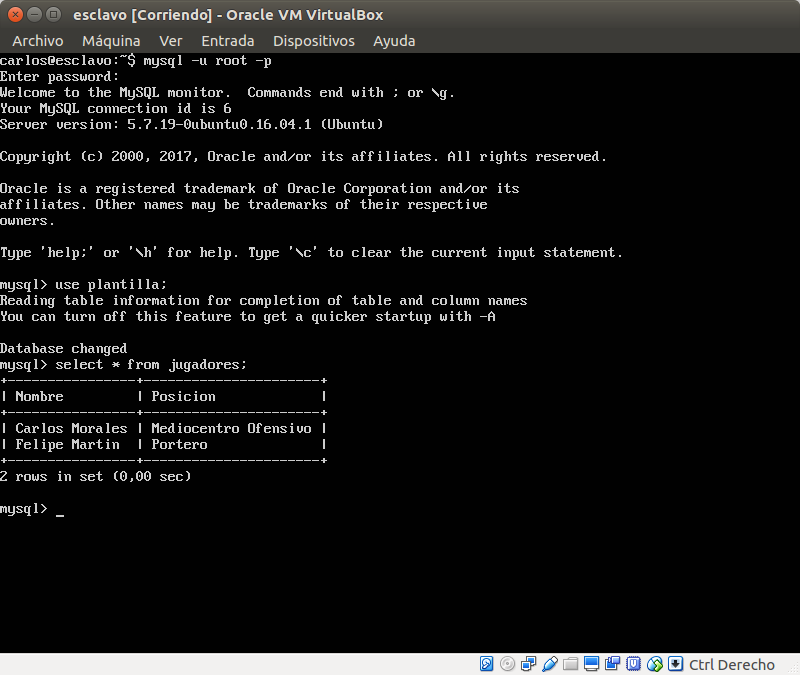 esclavo [Corriendo] - Oracle VM VirtualBox
Archivo Máquina Ver Entrada Dispositivos Ayuda
carlos@esclavo:~$ mysql -u root -p
Enter password:
Welcome to the MySQL monitor.  Commands end with ; or \g.
Your MySQL connection id is 6
Server version: 5.7.19-0ubuntu0.16.04.1 (Ubuntu)

Copyright (c) 2000, 2017, Oracle and/or its affiliates. All rights reserved.

Oracle is a registered trademark of Oracle Corporation and/or its
affiliates. Other names may be trademarks of their respective
owners.

Type 'help;' or '\h' for help. Type '\c' to clear the current input statement.

mysql> use plantilla;
Reading table information for completion of table and column names
You can turn off this feature to get a quicker startup with -A

Database changed
mysql> select * from jugadores;
+----------------+----------------------+
| Nombre         | Posicion             |
+----------------+----------------------+
| Carlos Morales | Mediocentro Ofensivo |
| Felipe Martin  | Portero              |
+----------------+----------------------+
2 rows in set (0,00 sec)

mysql> _
Ctrl Derecho